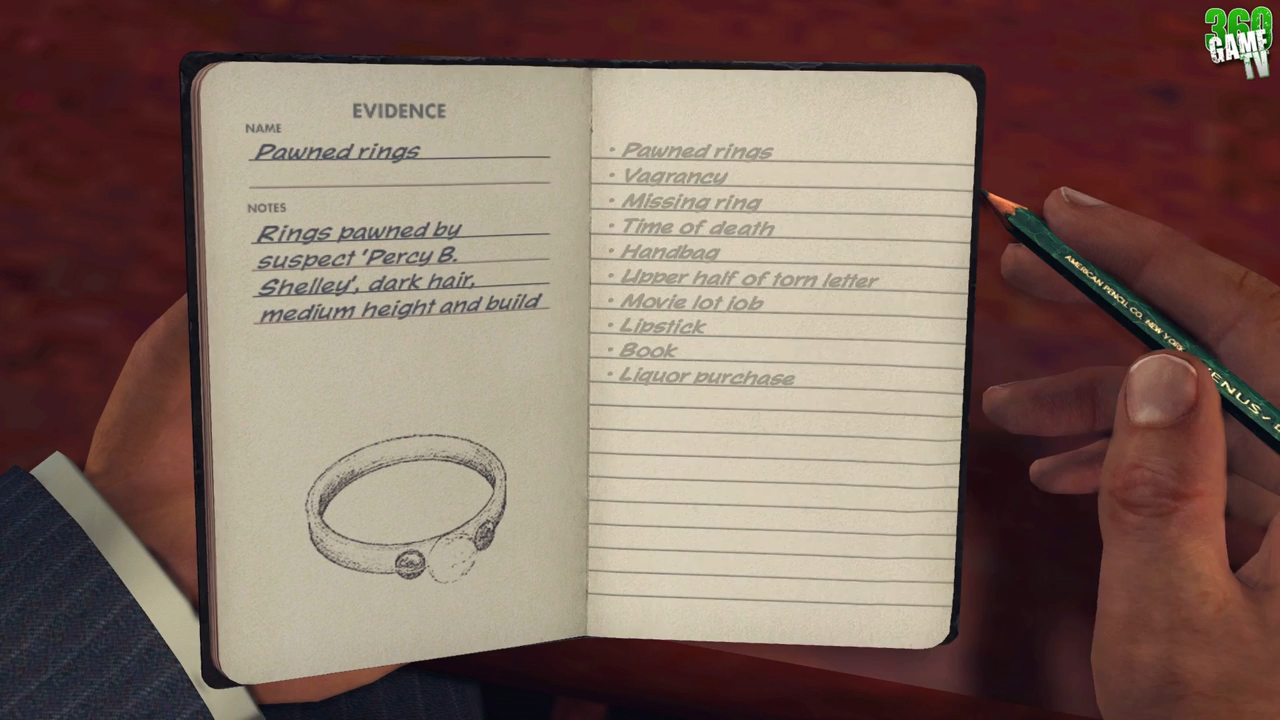 EVIDENCE
NAME
Pawned rings
NOTES
Rings pawned by
suspect 'Percy B.
Shelley', dark hair,
medium height and build
• Pawned rings
• Vagrancy
• Missing ring
• Time of death
• Handbag
• Upper half of torn letter
• Movie lot job
• Lipstick
• Book
• Liquor purchase
AMERICAN PENCIL CO. NEW YORK
360
GAME
TV